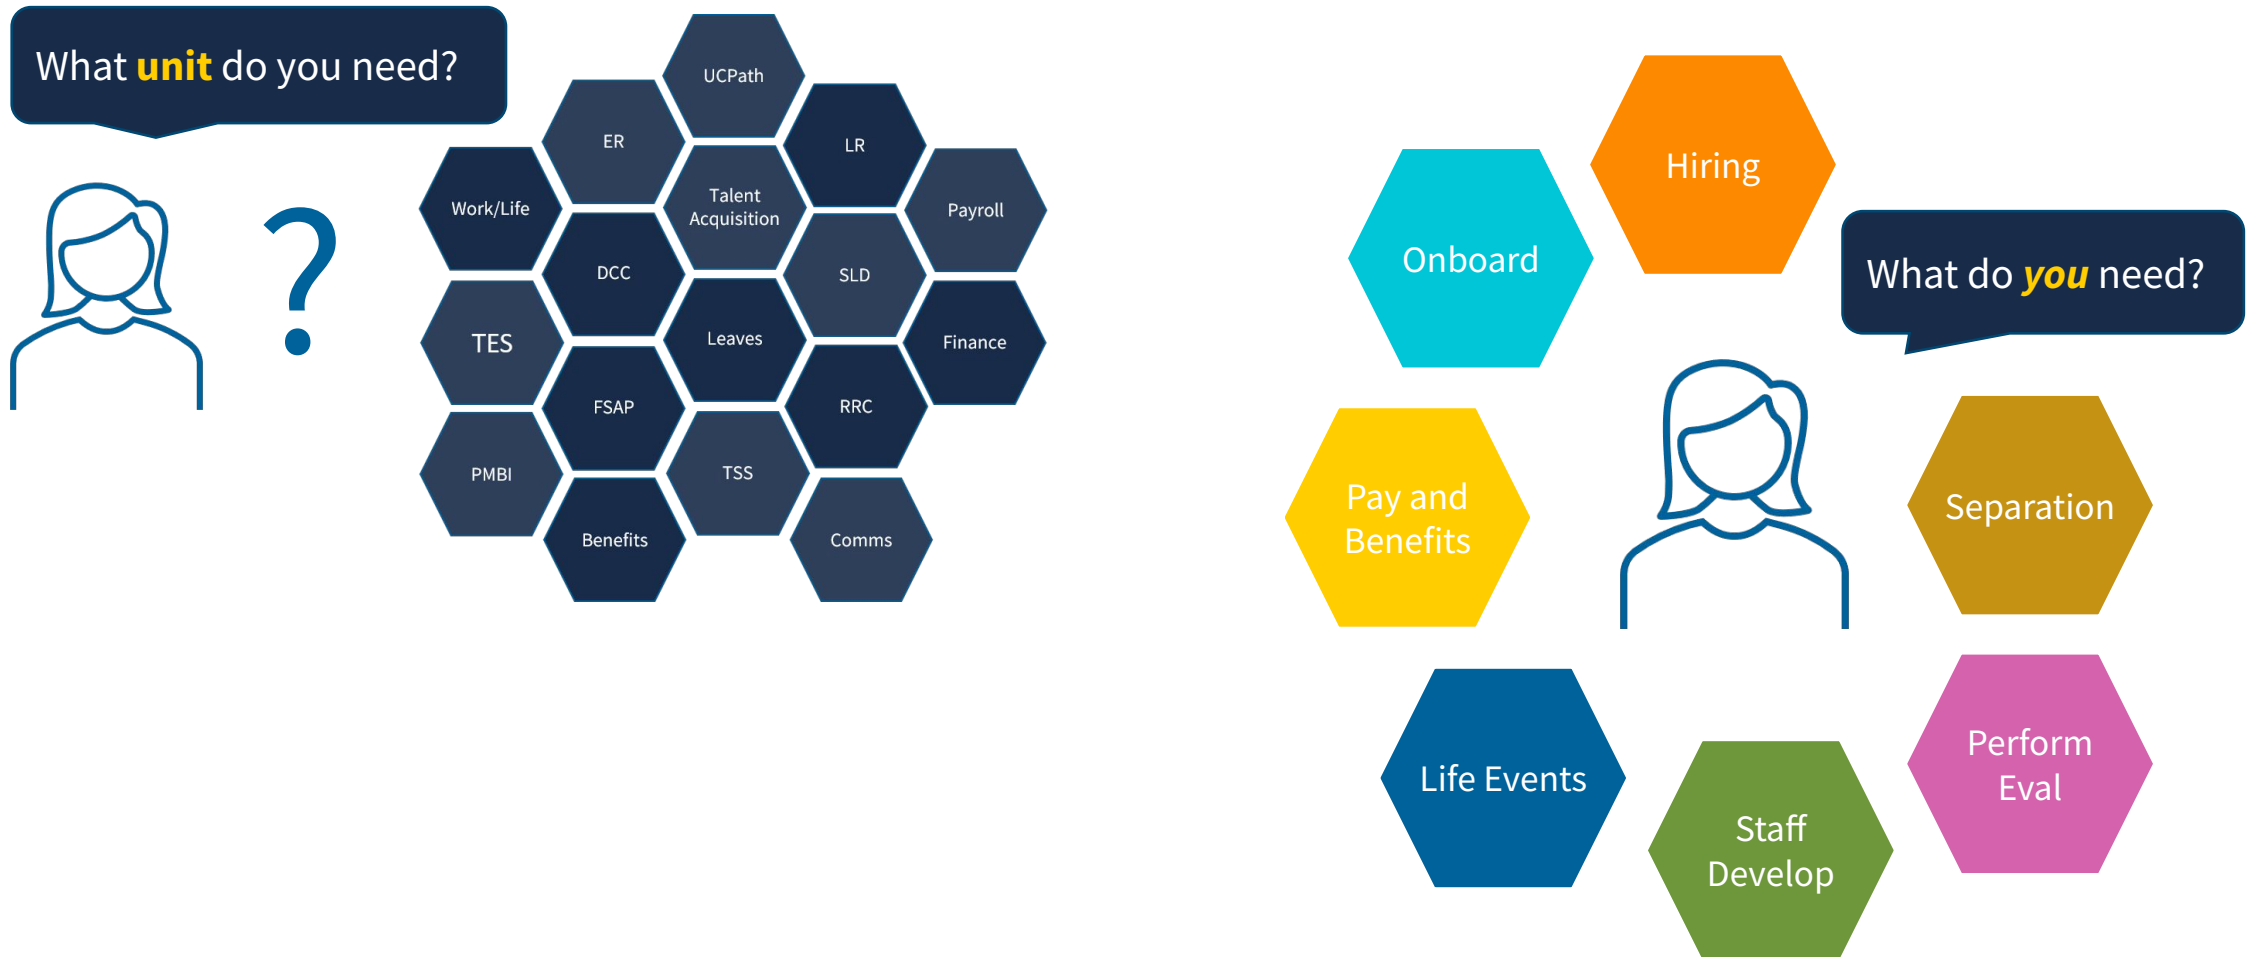 What unit do you need?
UCPath
ER
LR
Work/Life
Talent
Acquisition
Payroll
DCC
SLD
TES
Leaves
Finance
FSAP
RRC
PMBI
TSS
Benefits
Comms
?
Hiring
Onboard
What do you need?
Pay and
Benefits
Separation
Life Events
Perform
Eval
Staff
Develop